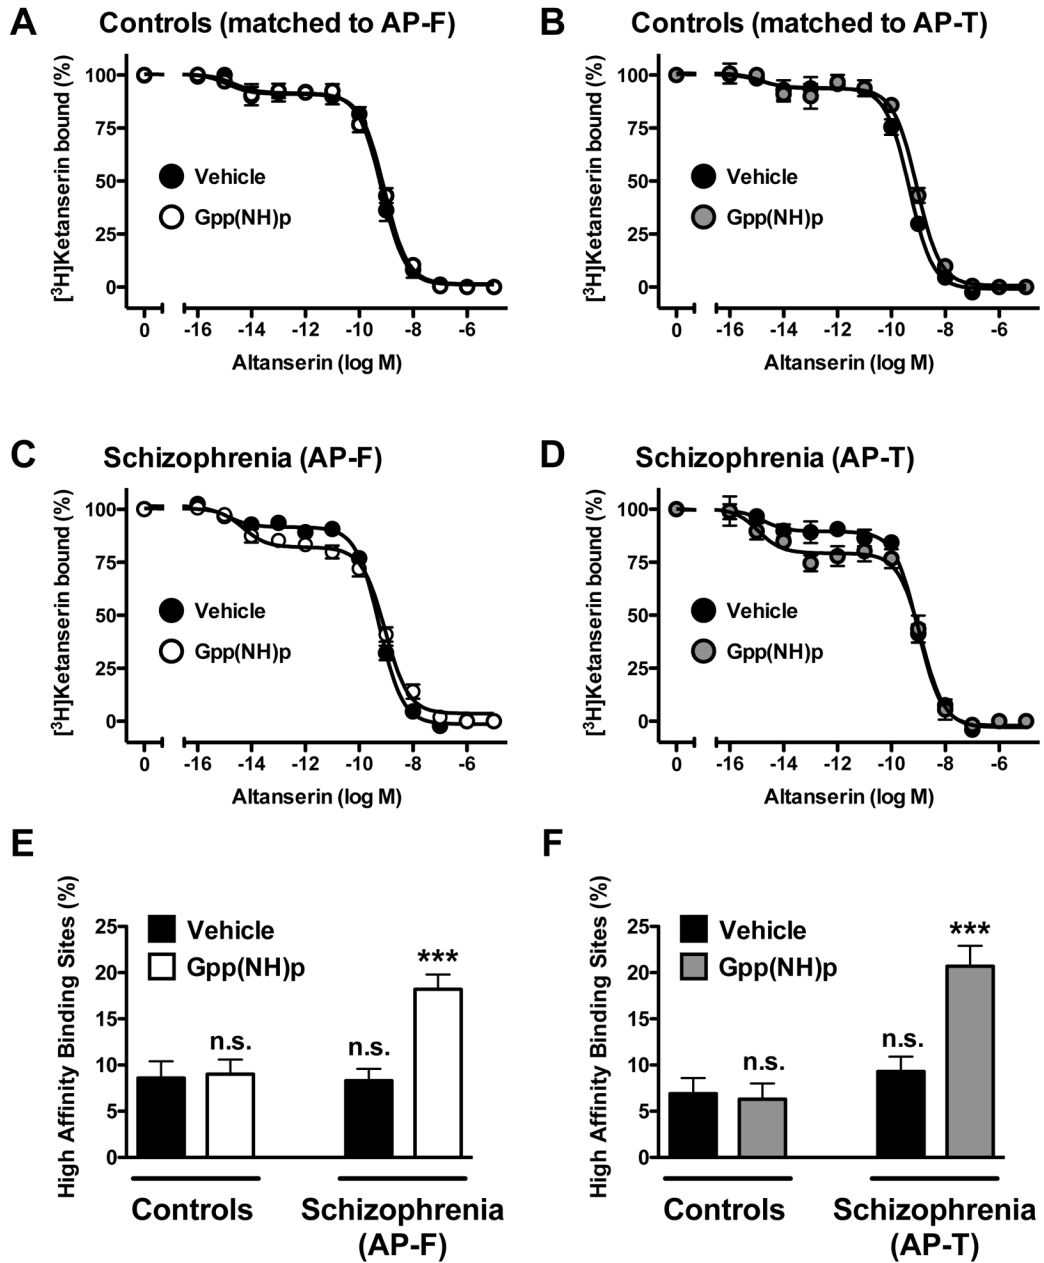 A Controls (matched to AP-F)
[³H]Ketanserin bound (%)
100
75
50
25
0
Vehicle
Gpp(NH)p
0 -16 -14 -12 -10 -8 -6
Altanserin (log M)
B Controls (matched to AP-T)
[³H]Ketanserin bound (%)
100
75
50
25
0
Vehicle
Gpp(NH)p
0 -16 -14 -12 -10 -8 -6
Altanserin (log M)
C Schizophrenia (AP-F)
[³H]Ketanserin bound (%)
100
75
50
25
0
Vehicle
Gpp(NH)p
0 -16 -14 -12 -10 -8 -6
Altanserin (log M)
D Schizophrenia (AP-T)
[³H]Ketanserin bound (%)
100
75
50
25
0
Vehicle
Gpp(NH)p
0 -16 -14 -12 -10 -8 -6
Altanserin (log M)
E
High Affinity Binding Sites (%)
25
20
15
10
5
0
Vehicle
Gpp(NH)p
n.s.
n.s.
***
Controls
Schizophrenia
(AP-F)
F
High Affinity Binding Sites (%)
25
20
15
10
5
0
Vehicle
Gpp(NH)p
n.s.
n.s.
***
Controls
Schizophrenia
(AP-T)